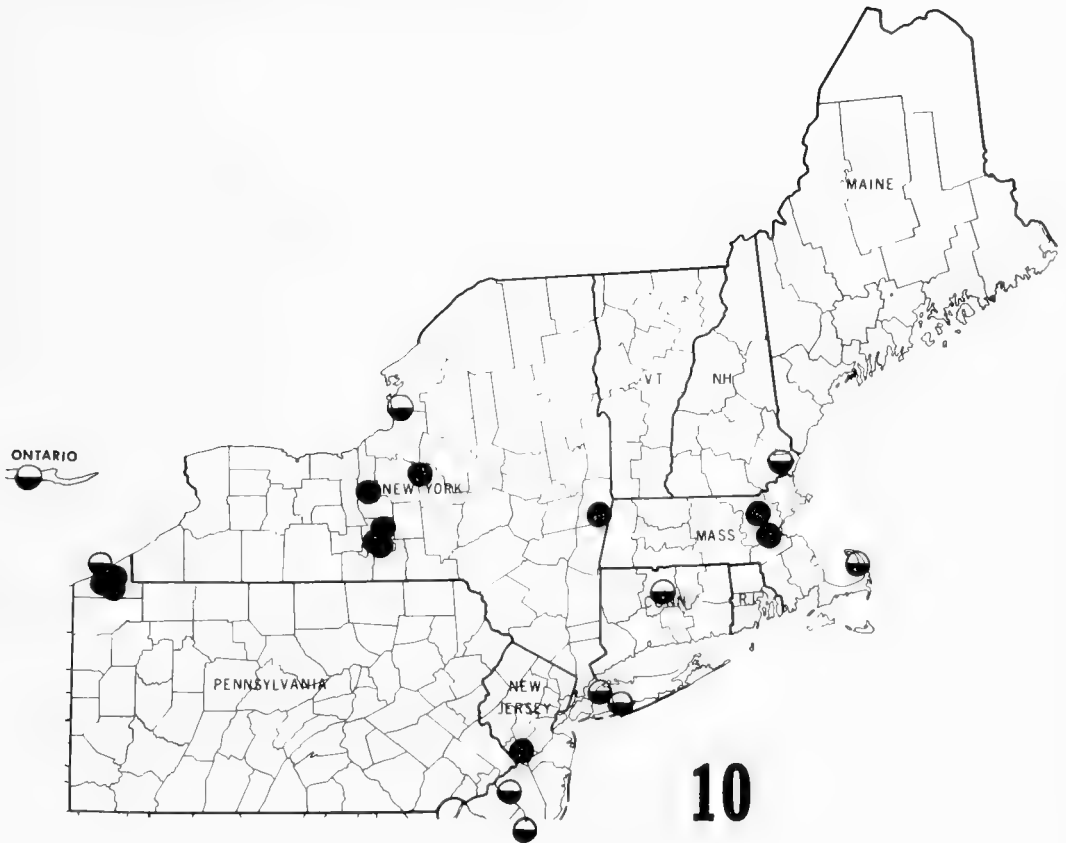 MAINE
VT
NH
ONTARIO
NEW YORK
MASS
CONN
R I
PENNSYLVANIA
NEW
JERSEY
10